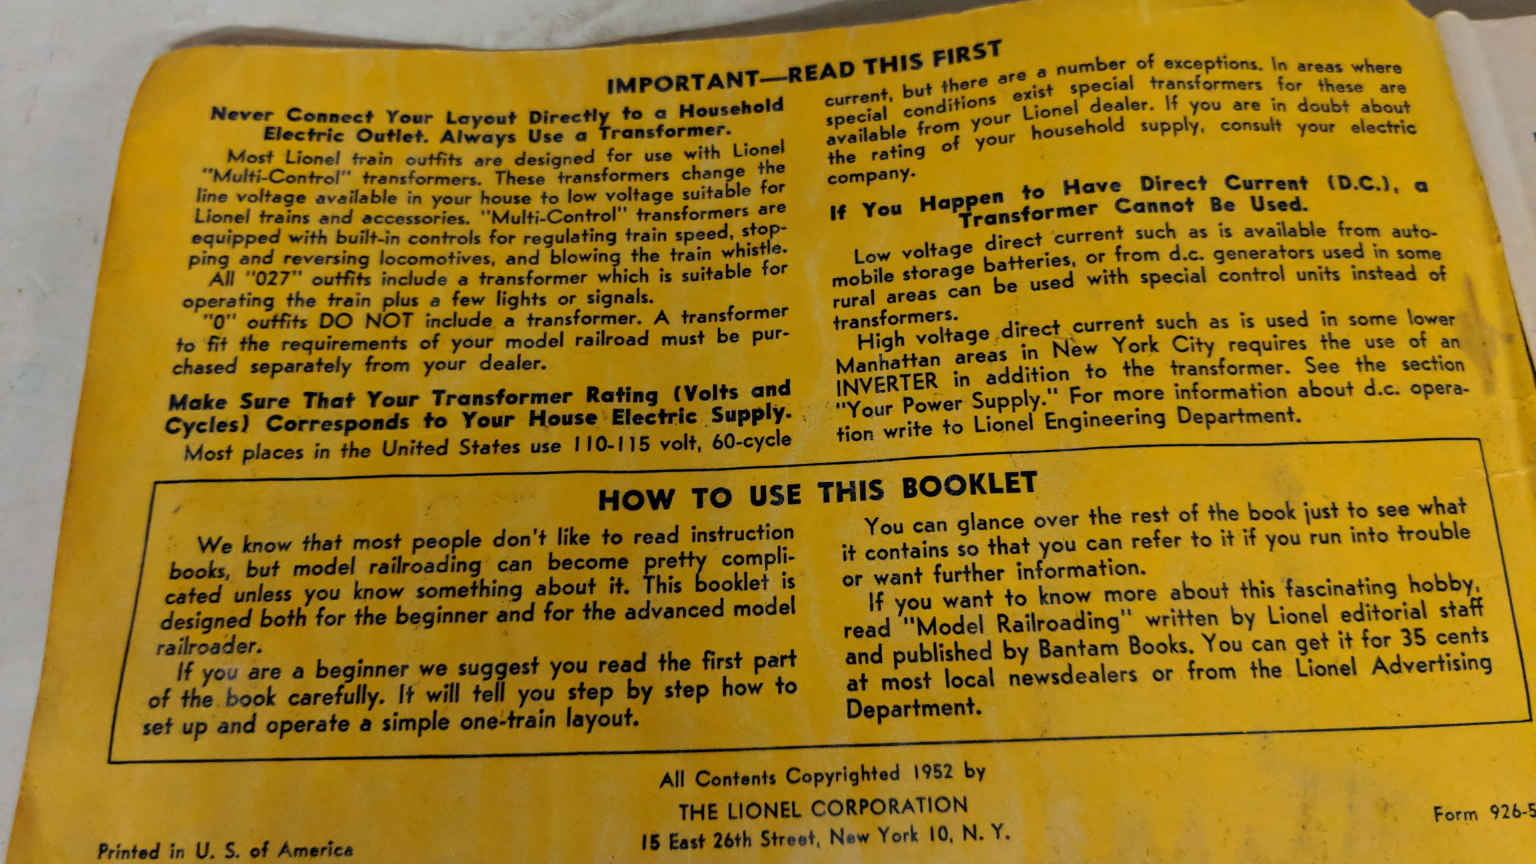 IMPORTANT—READ THIS FIRST
Never Connect Your Layout Directly to a Household
Electric Outlet. Always Use a Transformer.
Most Lionel train outfits are designed for use with Lionel
"Multi-Control" transformers. These transformers change the
line voltage available in your house to low voltage suitable for
Lionel trains and accessories. "Multi-Control" transformers are
equipped with built-in controls for regulating train speed, stop-
ping and reversing locomotives, and blowing the train whistle.
All "027" outfits include a transformer which is suitable for
operating the train plus a few lights or signals.
"0" outfits DO NOT include a transformer. A transformer
to fit the requirements of your model railroad must be pur-
chased separately from your dealer.
Make Sure That Your Transformer Rating (Volts and
Cycles) Corresponds to Your House Electric Supply.
Most places in the United States use 110-115 volt, 60-cycle
current, but there are a number of exceptions. In areas where
special conditions exist special transformers for these are
available from your Lionel dealer. If you are in doubt about
the rating of your household supply, consult your electric
company.
If You Happen to Have Direct Current (D.C.), a
Transformer Cannot Be Used.
Low voltage direct current such as is available from auto-
mobile storage batteries, or from d.c. generators used in some
rural areas can be used with special control units instead of
transformers.
High voltage direct current such as is used in some lower
Manhattan areas in New York City requires the use of an
INVERTER in addition to the transformer. See the section
"Your Power Supply." For more information about d.c. opera-
tion write to Lionel Engineering Department.
HOW TO USE THIS BOOKLET
We know that most people don't like to read instruction
books, but model railroading can become pretty compli-
cated unless you know something about it. This booklet is
designed both for the beginner and for the advanced model
railroader.
If you are a beginner we suggest you read the first part
of the book carefully. It will tell you step by step how to
set up and operate a simple one-train layout.
You can glance over the rest of the book just to see what
it contains so that you can refer to it if you run into trouble
or want further information.
If you want to know more about this fascinating hobby,
read "Model Railroading" written by Lionel editorial staff
and published by Bantam Books. You can get it for 35 cents
at most local newsdealers or from the Lionel Advertising
Department.
All Contents Copyrighted 1952 by
THE LIONEL CORPORATION
15 East 26th Street, New York 10, N. Y.
Printed in U. S. of America
Form 926-5